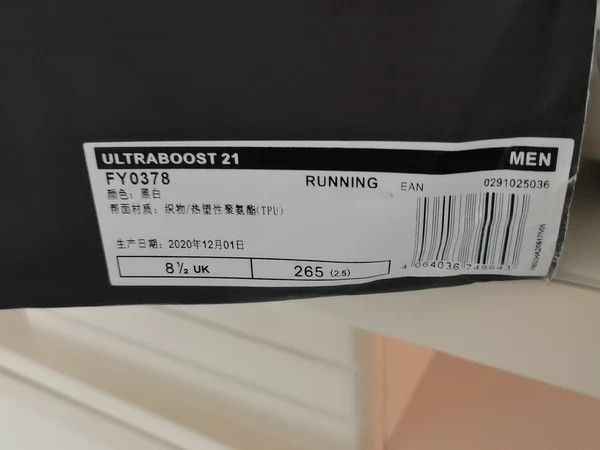 ULTRABOOST 21 MEN
FY0378 RUNNING EAN 0291025036
颜色：黑白
帮面材质：织物/热塑性聚氨酯(TPU)
生产日期：2020年12月01日
8 ½ UK 265 (2.5)
4 064036 749643